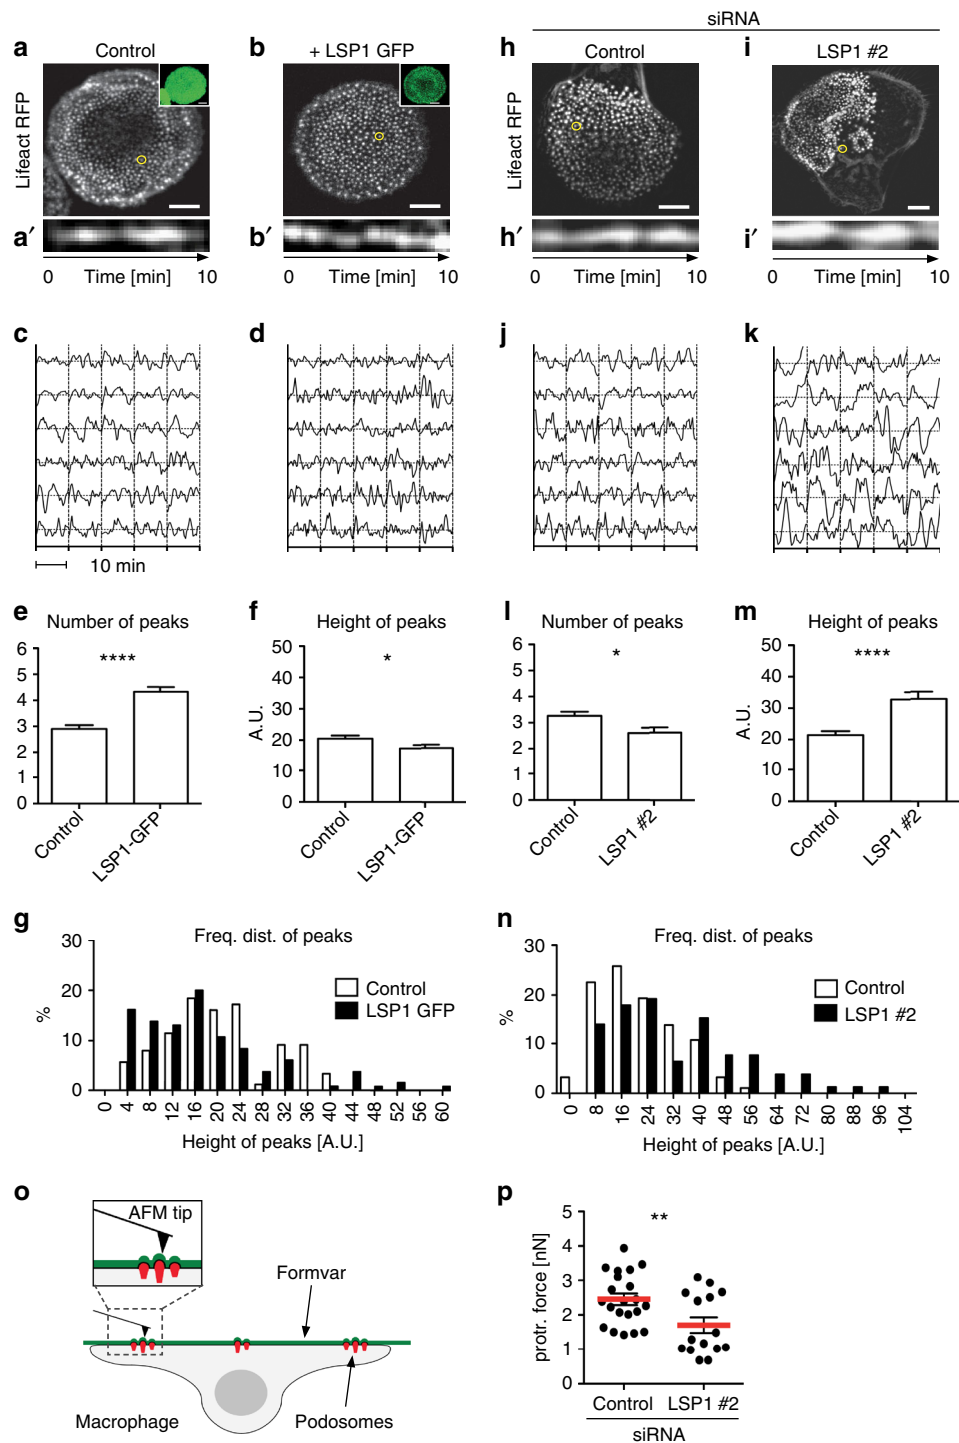 siRNA
a Control
b + LSP1 GFP
h Control
i LSP1 #2
Lifeact RFP
Lifeact RFP
a′
b′
h′
i′
0 Time [min] 10
0 Time [min] 10
0 Time [min] 10
0 Time [min] 10
c
d
j
k
10 min
e Number of peaks
6
5
4
3
2
1
0
****
Control
LSP1-GFP
f Height of peaks
A.U.
50
40
30
20
10
0
*
Control
LSP1-GFP
l Number of peaks
6
5
4
3
2
1
0
*
Control
LSP1 #2
m Height of peaks
A.U.
50
40
30
20
10
0
****
Control
LSP1 #2
g
Freq. dist. of peaks
%
30
20
10
0
Control
LSP1 GFP
0 4 8 12 16 20 24 28 32 36 40 44 48 52 56 60
Height of peaks [A.U.]
n
Freq. dist. of peaks
%
30
20
10
0
Control
LSP1 #2
0 8 16 24 32 40 48 56 64 72 80 88 96 104
Height of peaks [A.U.]
o
AFM tip
Formvar
Macrophage
Podosomes
p
protr. force [nN]
5
4
3
2
1
0
**
Control LSP1 #2
siRNA